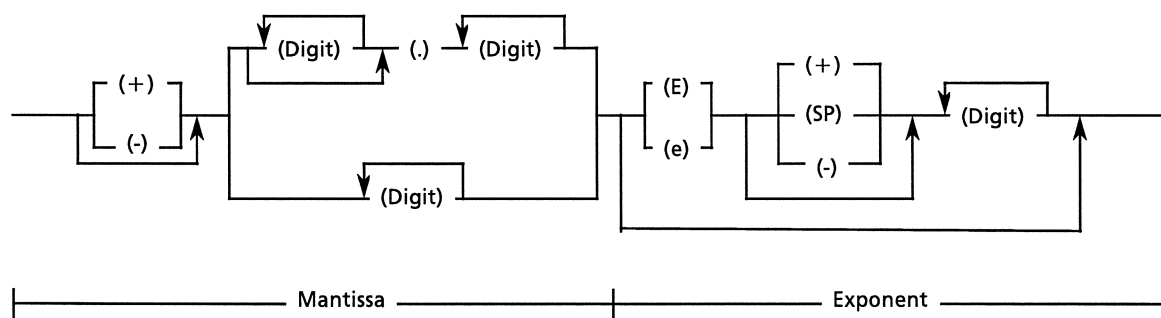 (Digit) (.) (Digit)
(+) (E) (+)
(SP) (Digit)
(-) (e) (-)
(Digit)
Mantissa Exponent